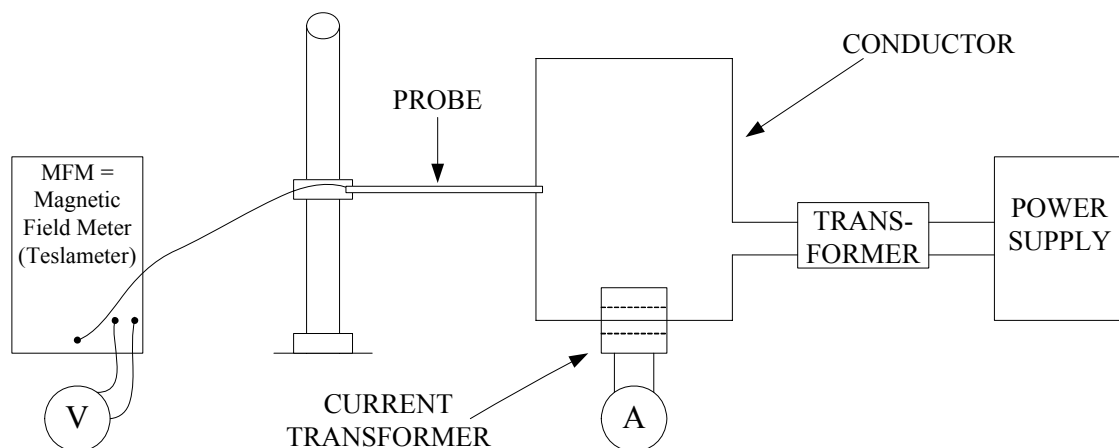 CONDUCTOR
PROBE
MFM =
Magnetic
Field Meter
(Teslameter)
TRANS-
FORMER
POWER
SUPPLY
V
CURRENT
TRANSFORMER
A